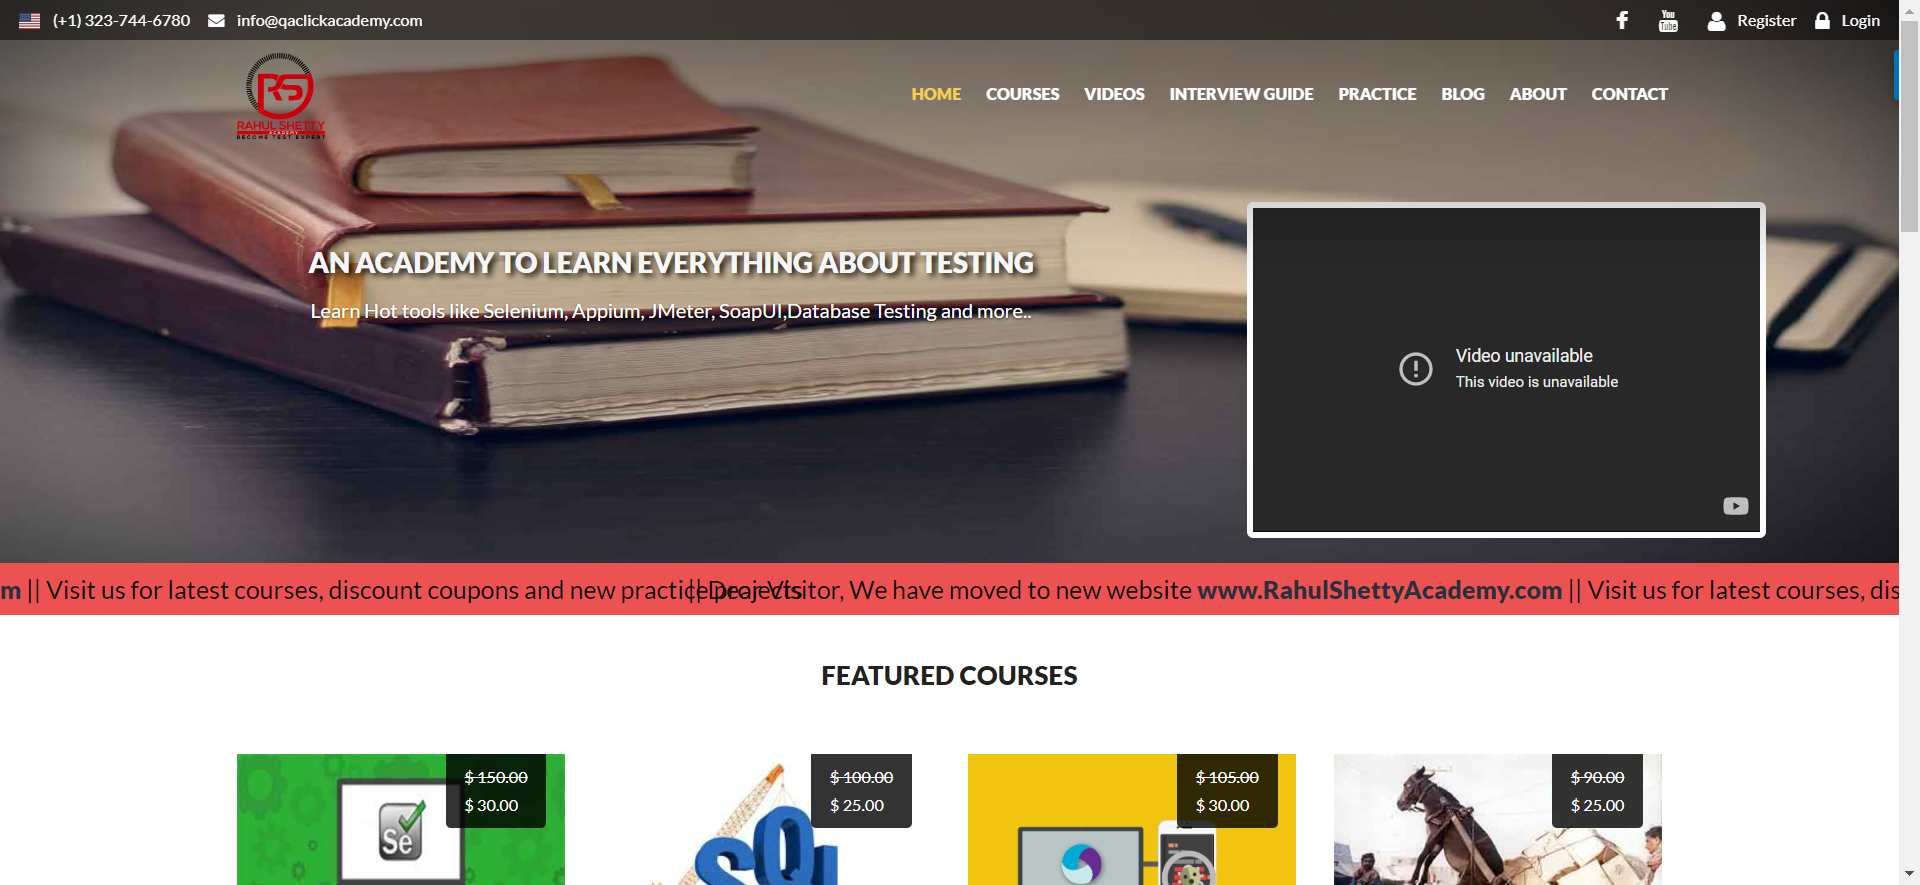 (+1) 323-744-6780 info@qaclickacademy.com
You Tube Register Login
RS
RAHUL SHETTY
ACADEMY
BECOME TEST EXPERT
HOME COURSES VIDEOS INTERVIEW GUIDE PRACTICE BLOG ABOUT CONTACT
AN ACADEMY TO LEARN EVERYTHING ABOUT TESTING
Learn Hot tools like Selenium, Appium, JMeter, SoapUI,Database Testing and more..
Video unavailable
This video is unavailable
m || Visit us for latest courses, discount coupons and new practice projects
|| Dear Visitor, We have moved to new website www.RahulShettyAcademy.com || Visit us for latest courses, dis
FEATURED COURSES
$ 150.00
$ 30.00
Se
$ 100.00
$ 25.00
SQL
$ 105.00
$ 30.00
$ 90.00
$ 25.00